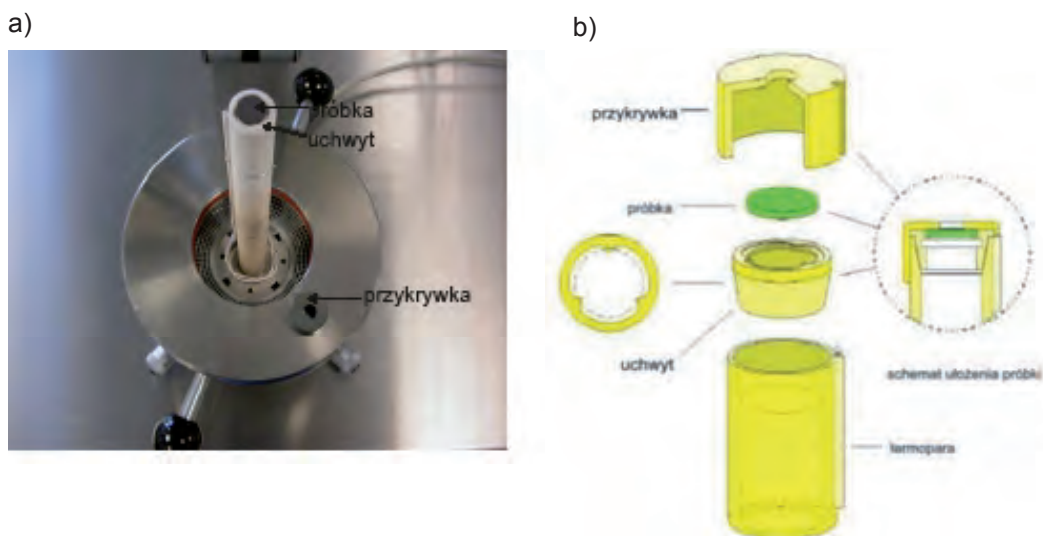 a)
próbka
uchwyt
przykrywka
b)
przykrywka
próbka
uchwyt
schemat ułożenia próbki
termopara